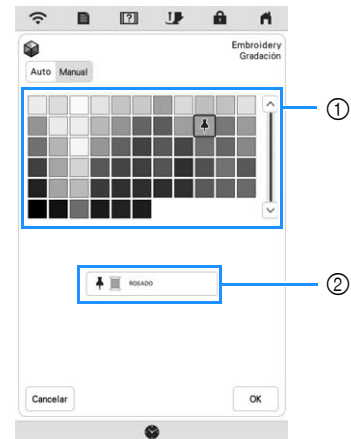 ?
Embroidery
Gradación
Auto Manual
①
ROSADO
②
Cancelar OK